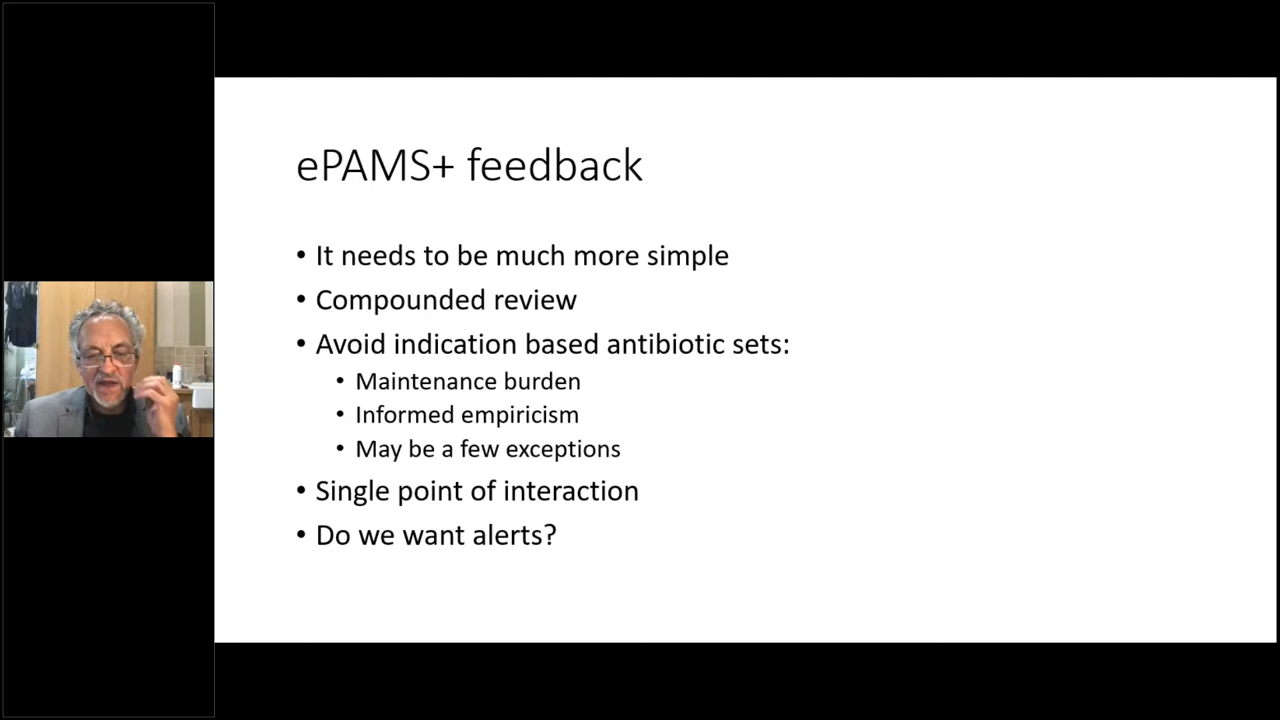 ePAMS+ feedback
• It needs to be much more simple
• Compounded review
• Avoid indication based antibiotic sets:
• Maintenance burden
• Informed empiricism
• May be a few exceptions
• Single point of interaction
• Do we want alerts?